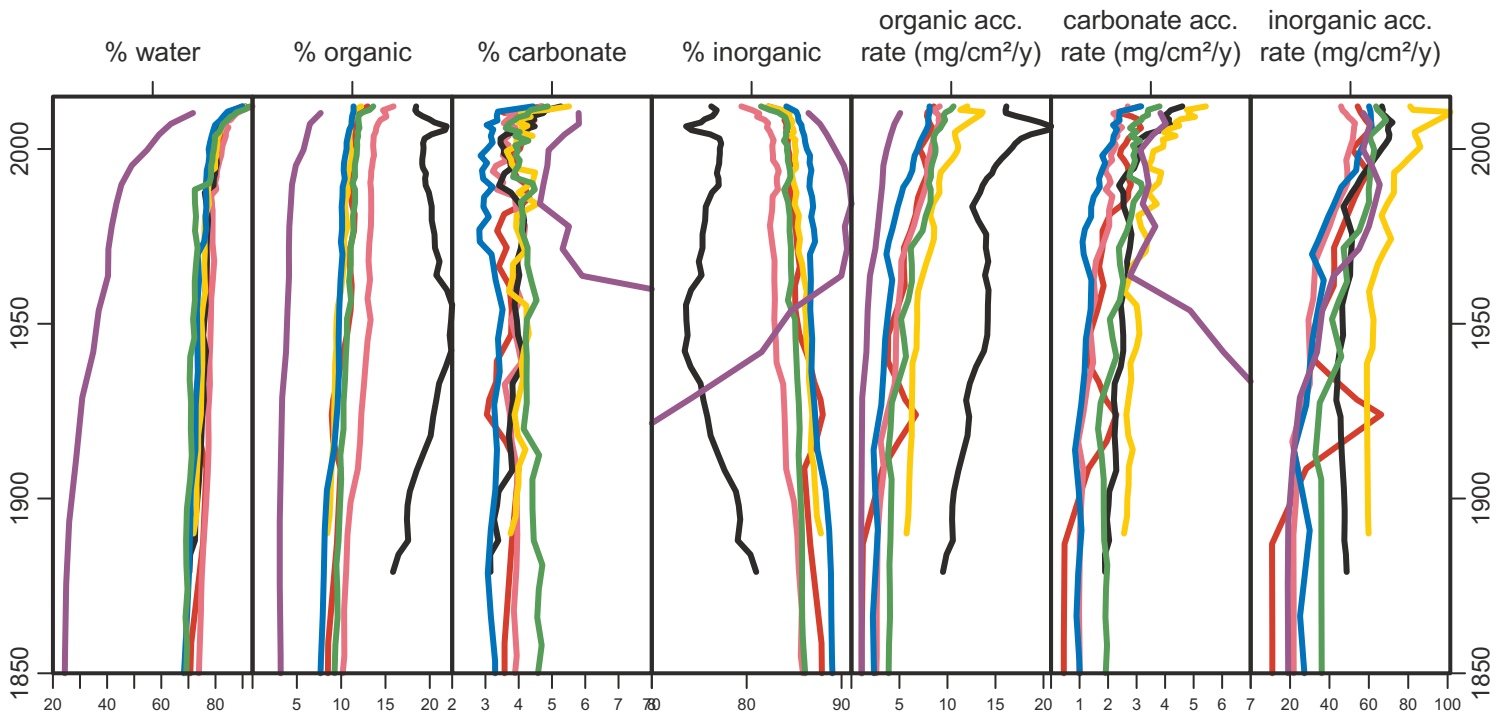 organic acc. carbonate acc. inorganic acc.
% water % organic % carbonate % inorganic rate (mg/cm²/y) rate (mg/cm²/y) rate (mg/cm²/y)
2000 2000
1950 1950
1900 1900
1850 1850
20 40 60 80 5 10 15 20 2 3 4 5 6 7 8 70 80 90 5 10 15 20 0 1 2 3 4 5 6 7 20 40 60 80 100